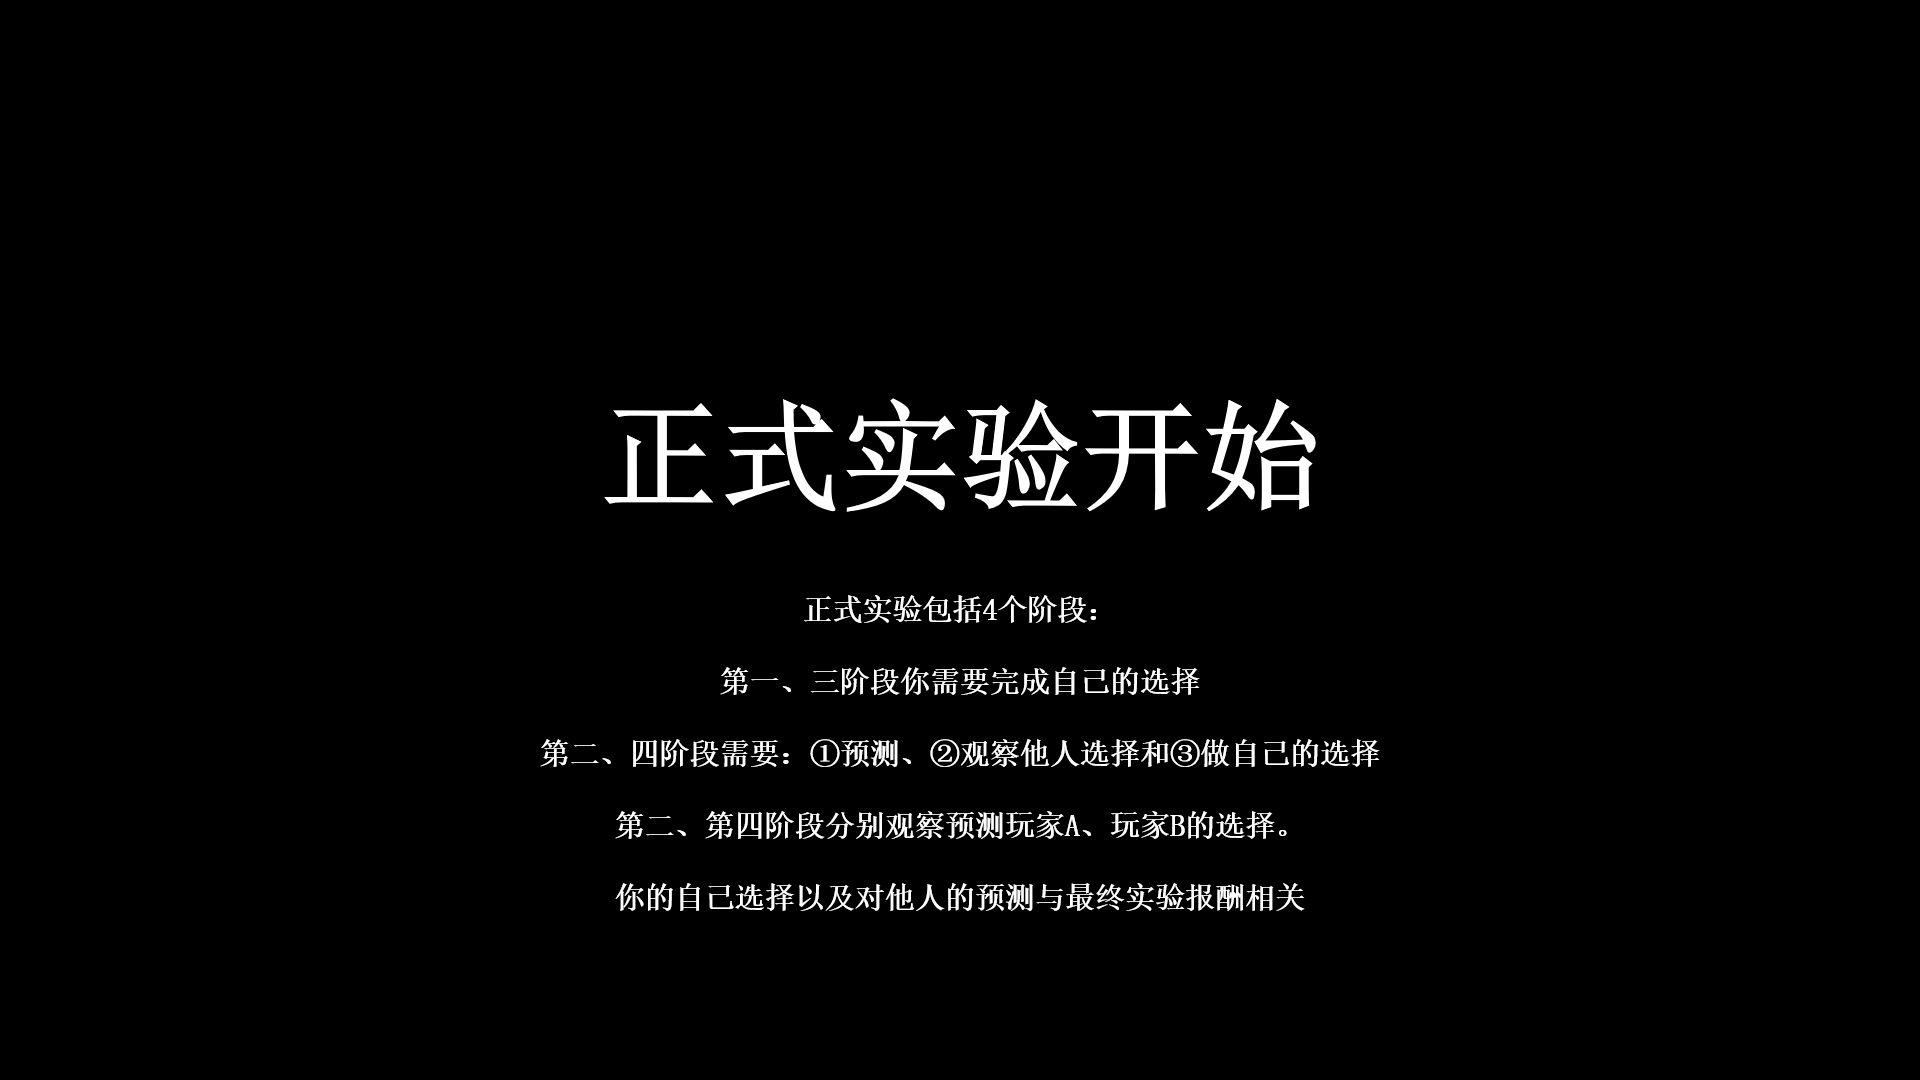 正式实验开始
正式实验包括4个阶段：
第一、三阶段你需要完成自己的选择
第二、四阶段需要：①预测、②观察他人选择和③做自己的选择
第二、第四阶段分别观察预测玩家A、玩家B的选择。
你的自己选择以及对他人的预测与最终实验报酬相关